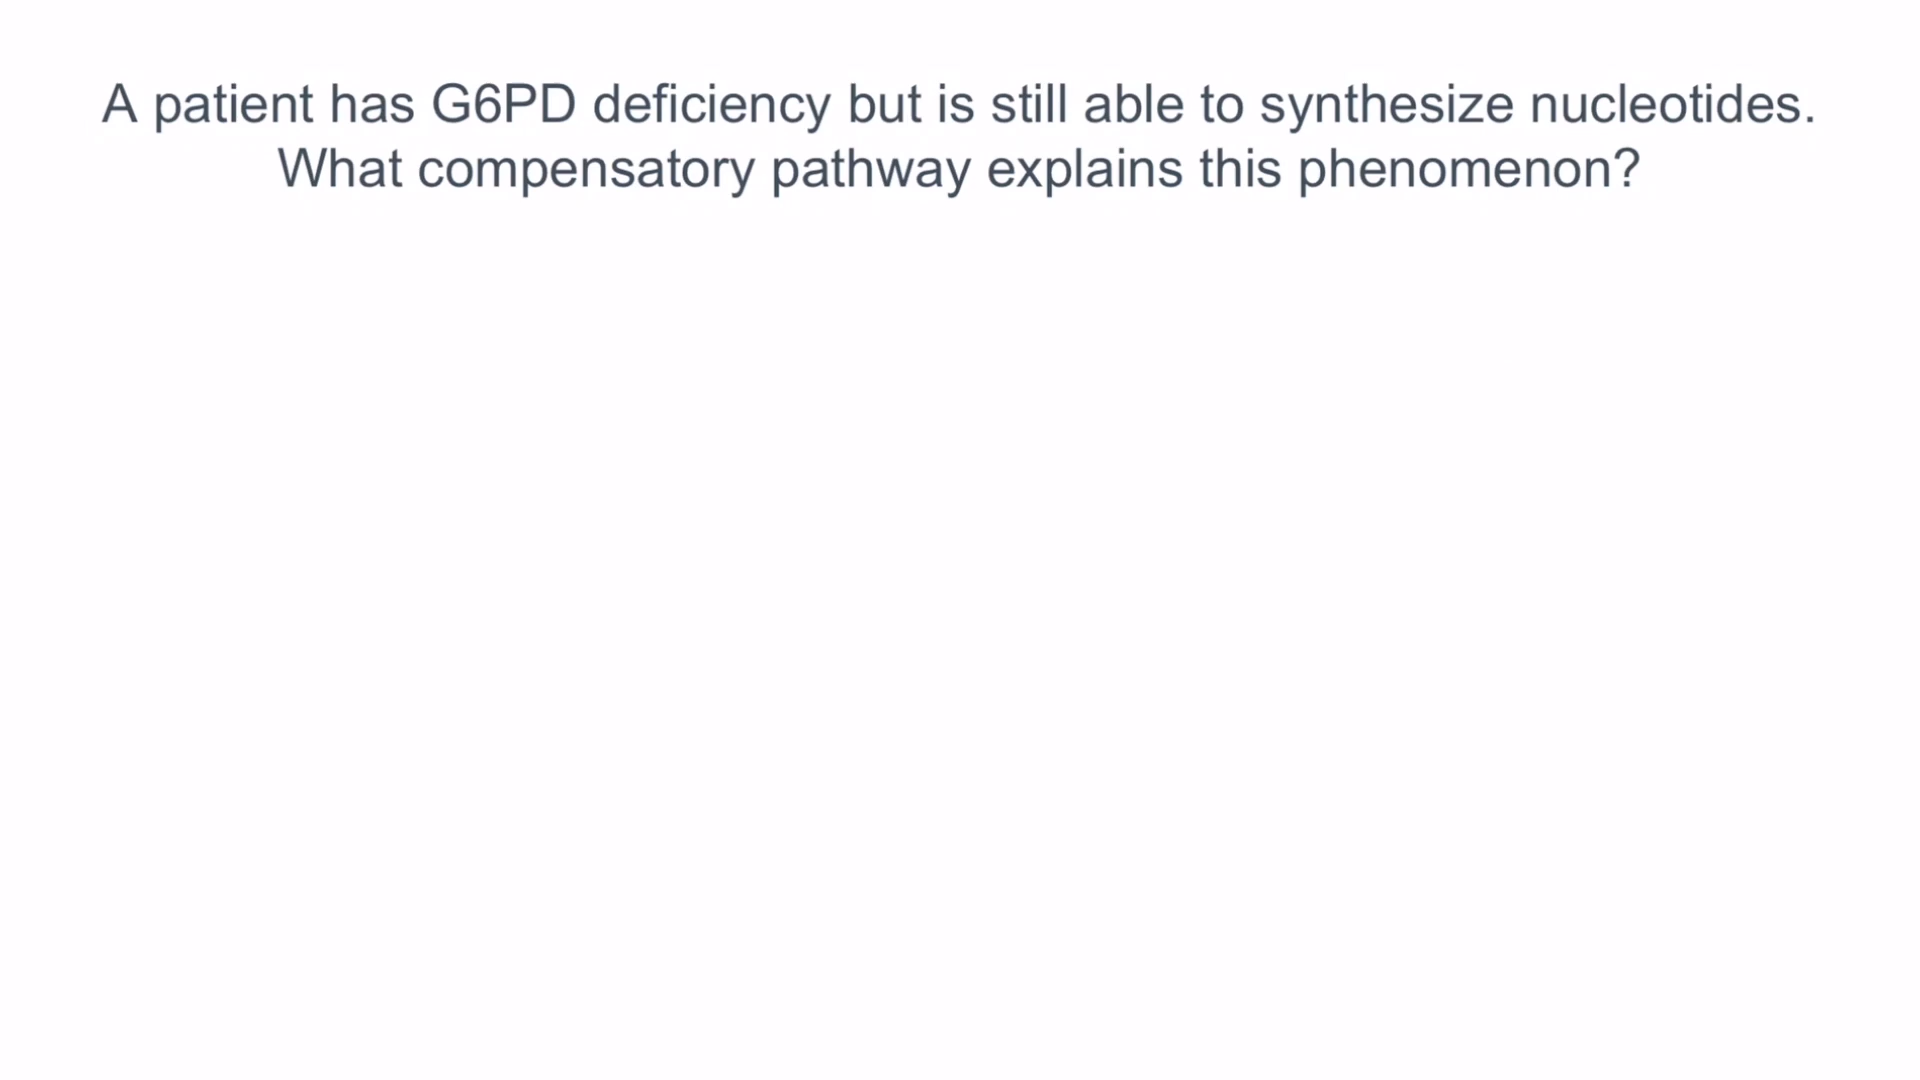 A patient has G6PD deficiency but is still able to synthesize nucleotides.
What compensatory pathway explains this phenomenon?